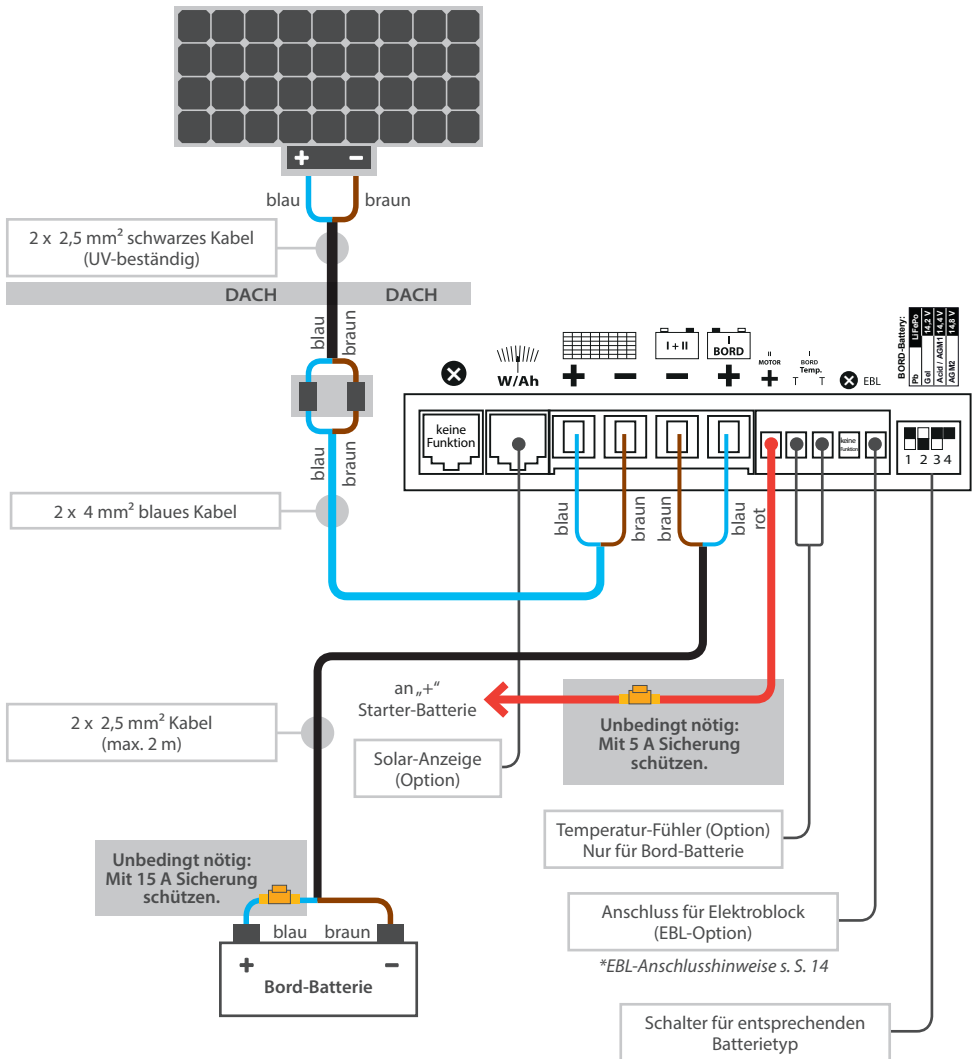 + −
blau braun
2 x 2,5 mm² schwarzes Kabel
(UV-beständig)
DACH DACH
blau braun
blau braun
2 x 4 mm² blaues Kabel
W/Ah
+ − − +
I + II
I
BORD
II
MOTOR
+
I
BORD
Temp.
T T
EBL
BORD-Battery:
Pb LiFePo
Gel 14,2 V
Acid / AGM1 14,4 V
AGM2 14,8 V
keine
Funktion
keine
Funktion
1 2 3 4
blau braun braun blau rot
an „+“
Starter-Batterie
Unbedingt nötig:
Mit 5 A Sicherung
schützen.
2 x 2,5 mm² Kabel
(max. 2 m)
Solar-Anzeige
(Option)
Temperatur-Fühler (Option)
Nur für Bord-Batterie
Unbedingt nötig:
Mit 15 A Sicherung
schützen.
blau braun
+ −
Bord-Batterie
Anschluss für Elektroblock
(EBL-Option)
*EBL-Anschlusshinweise s. S. 14
Schalter für entsprechenden
Batterietyp